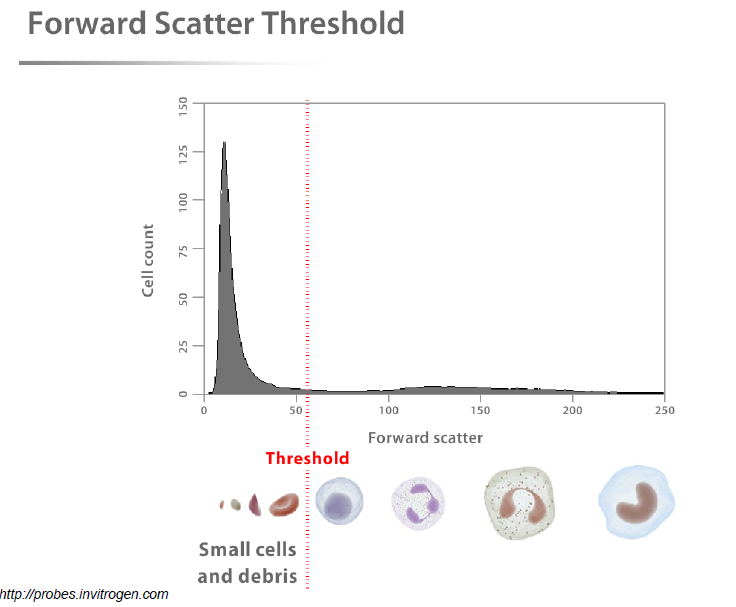 Forward Scatter Threshold
150
125
100
75
50
25
0
Cell count
0 50 100 150 200 250
Forward scatter
Threshold
Small cells
and debris
http://probes.invitrogen.com